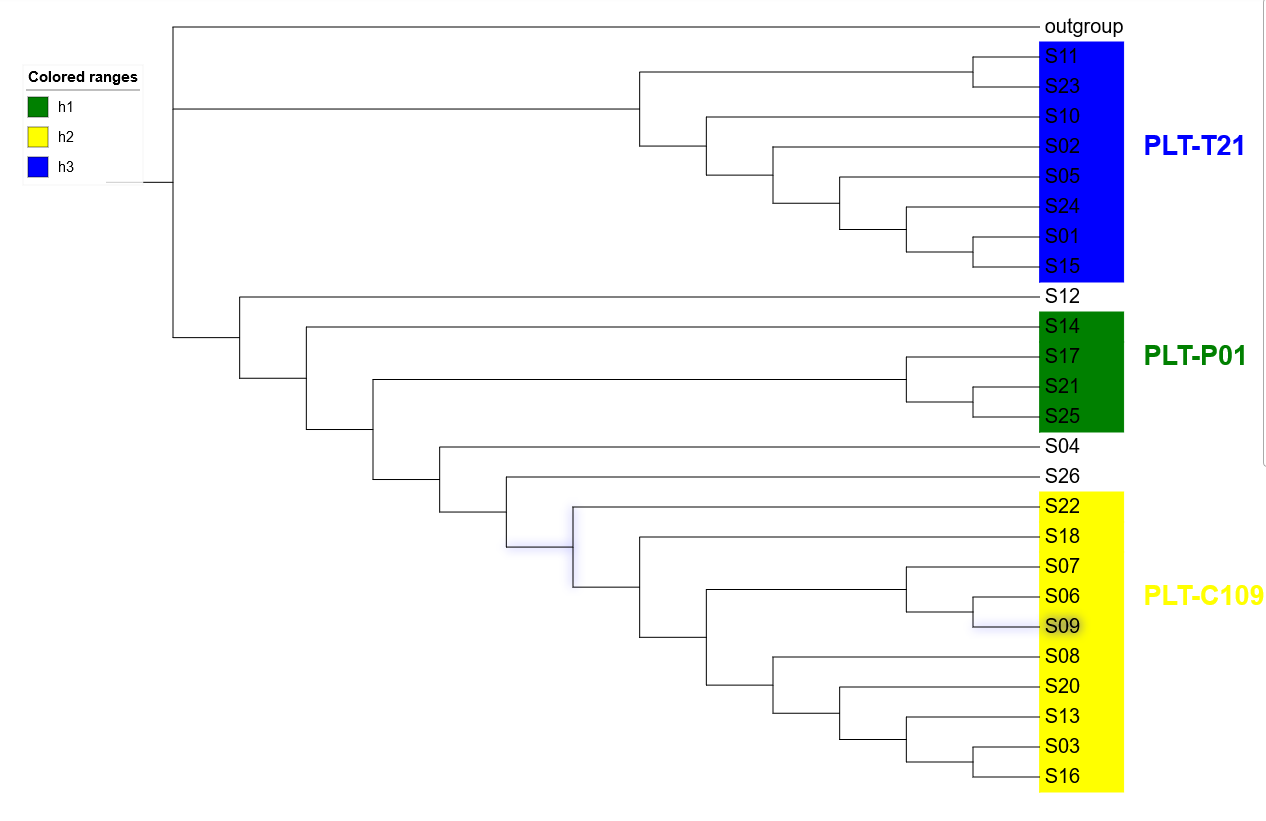 outgroup
S11
Colored ranges
S23
h1
S10
h2
S02
PLT-T21
h3
S05
S24
S01
S15
S12
S14
S17
PLT-P01
S21
S25
S04
S26
S22
S18
S07
S06
PLT-C109
S09
S08
S20
S13
S03
S16